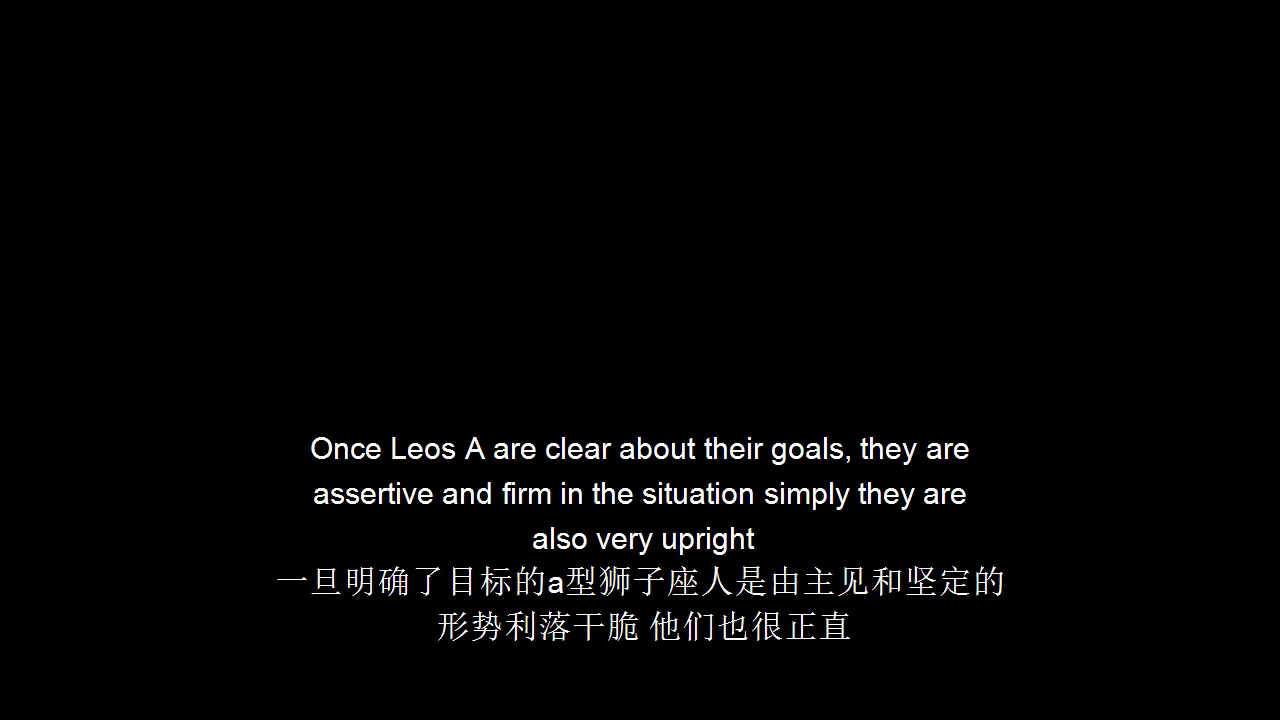 Once Leos A are clear about their goals, they are
assertive and firm in the situation simply they are
also very upright
一旦明确了目标的a型狮子座人是由主见和坚定的
形势利落干脆 他们也很正直